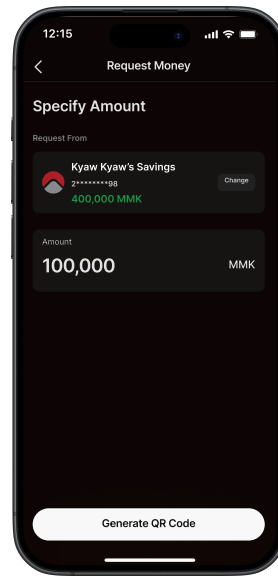 12:15
Request Money
Specify Amount
Request From
Kyaw Kyaw's Savings
2********98
Change
400,000 MMK
Amount
100,000
MMK
Generate QR Code